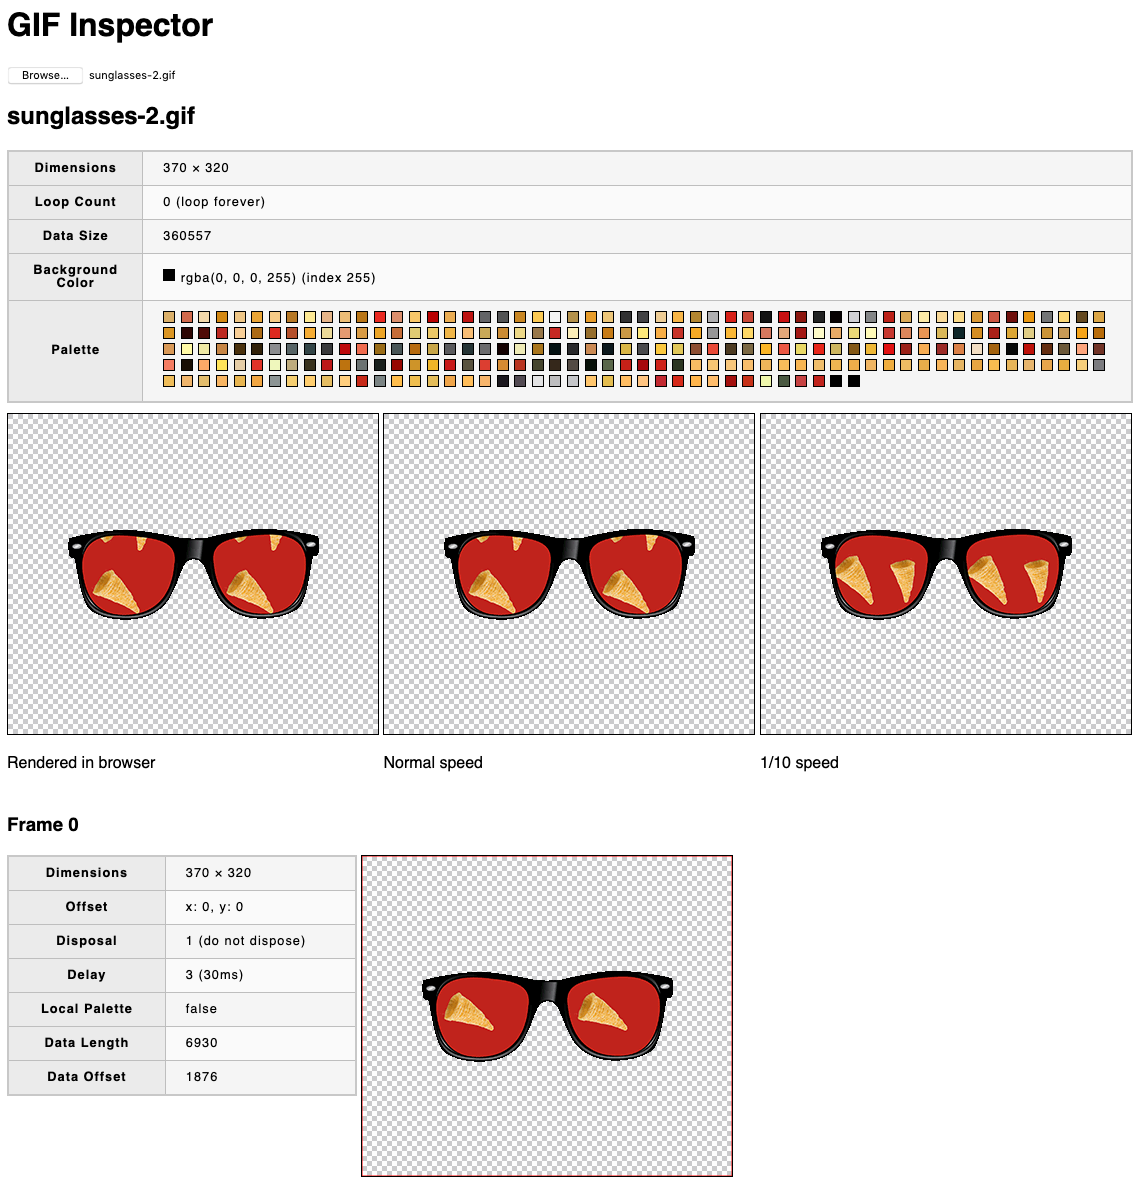 GIF Inspector
Browse... sunglasses-2.gif
sunglasses-2.gif
Dimensions 370 × 320
Loop Count 0 (loop forever)
Data Size 360557
Background
Color rgba(0, 0, 0, 255) (index 255)
Palette
Rendered in browser Normal speed 1/10 speed
Frame 0
Dimensions 370 × 320
Offset x: 0, y: 0
Disposal 1 (do not dispose)
Delay 3 (30ms)
Local Palette false
Data Length 6930
Data Offset 1876